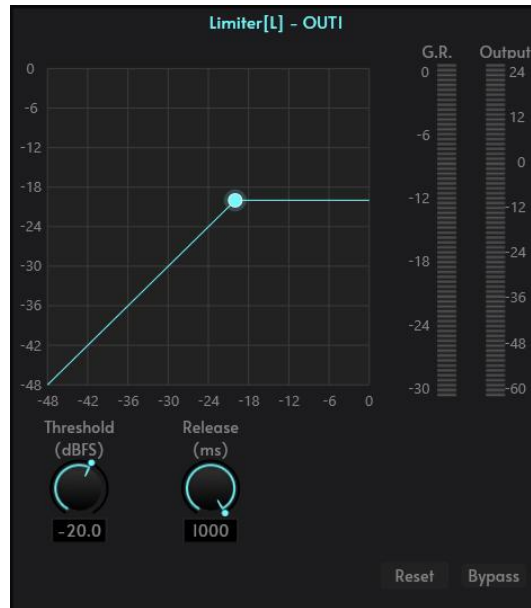 Limiter[L] - OUT1
G.R. Output
0 0 24
-6
-12 -6 12
-18 0
-24 -12 -12
-30 -18 -24
-36 -24 -36
-42 -48
-48 -30 -60
-48 -42 -36 -30 -24 -18 -12 -6 0
Threshold Release
(dBFS) (ms)
-20.0 1000
Reset Bypass